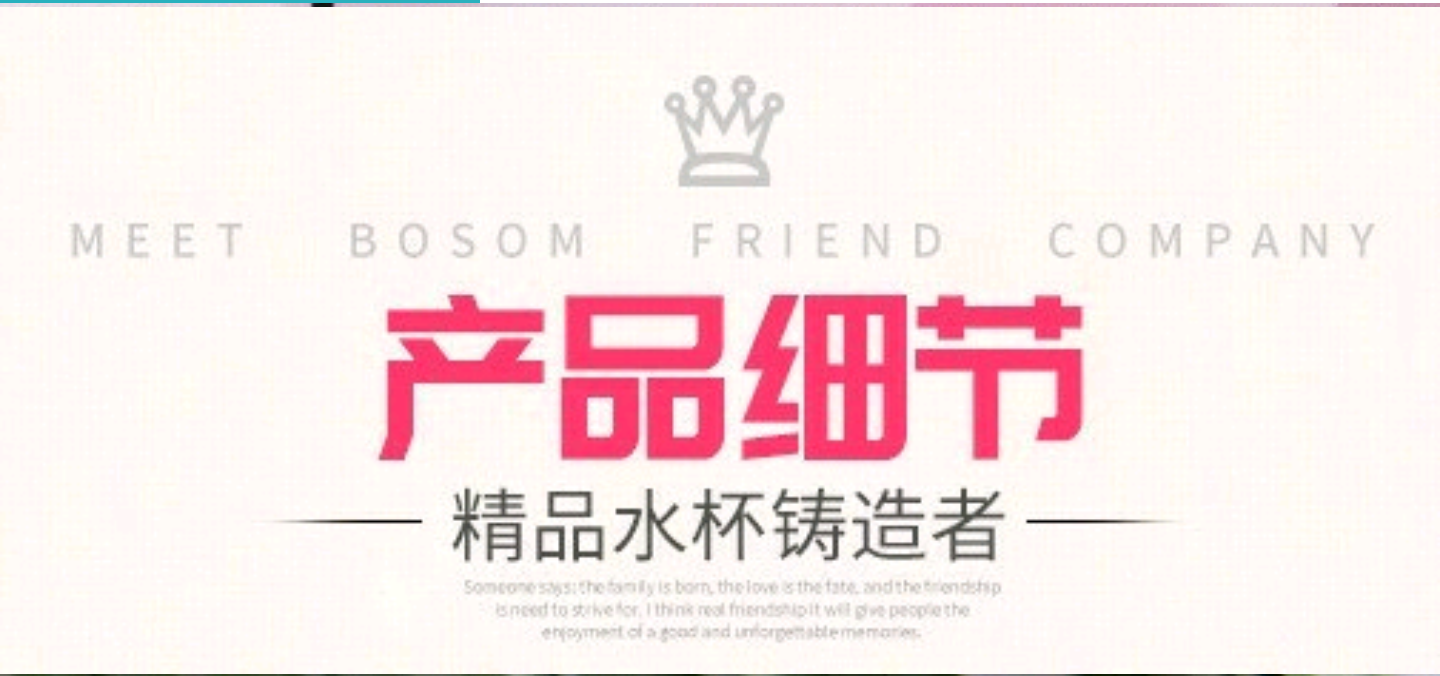 MEET BOSOM FRIEND COMPANY
产品细节
精品水杯铸造者
Someone says: the family is born, the love is the fate, and the friendship
is need to strive for. I think real friendship it will give people the
enjoyment of a good and unforgettable memories.